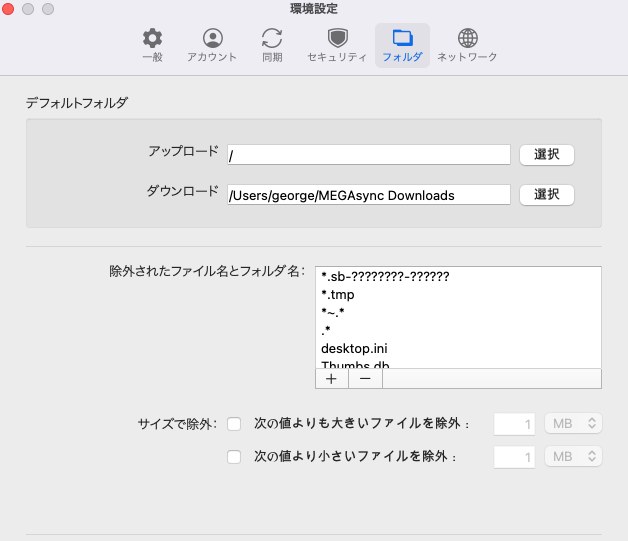 環境設定
一般
アカウント
同期
セキュリティ
フォルダ
ネットワーク
デフォルトフォルダ
アップロード
/
選択
ダウンロード
/Users/george/MEGAsync Downloads
選択
除外されたファイル名とフォルダ名:
*.sb-????????-??????
*.tmp
*~.*
.*
desktop.ini
Thumbs.db
+ −
サイズで除外:
次の値よりも大きいファイルを除外 :
1
MB
次の値より小さいファイルを除外 :
1
MB